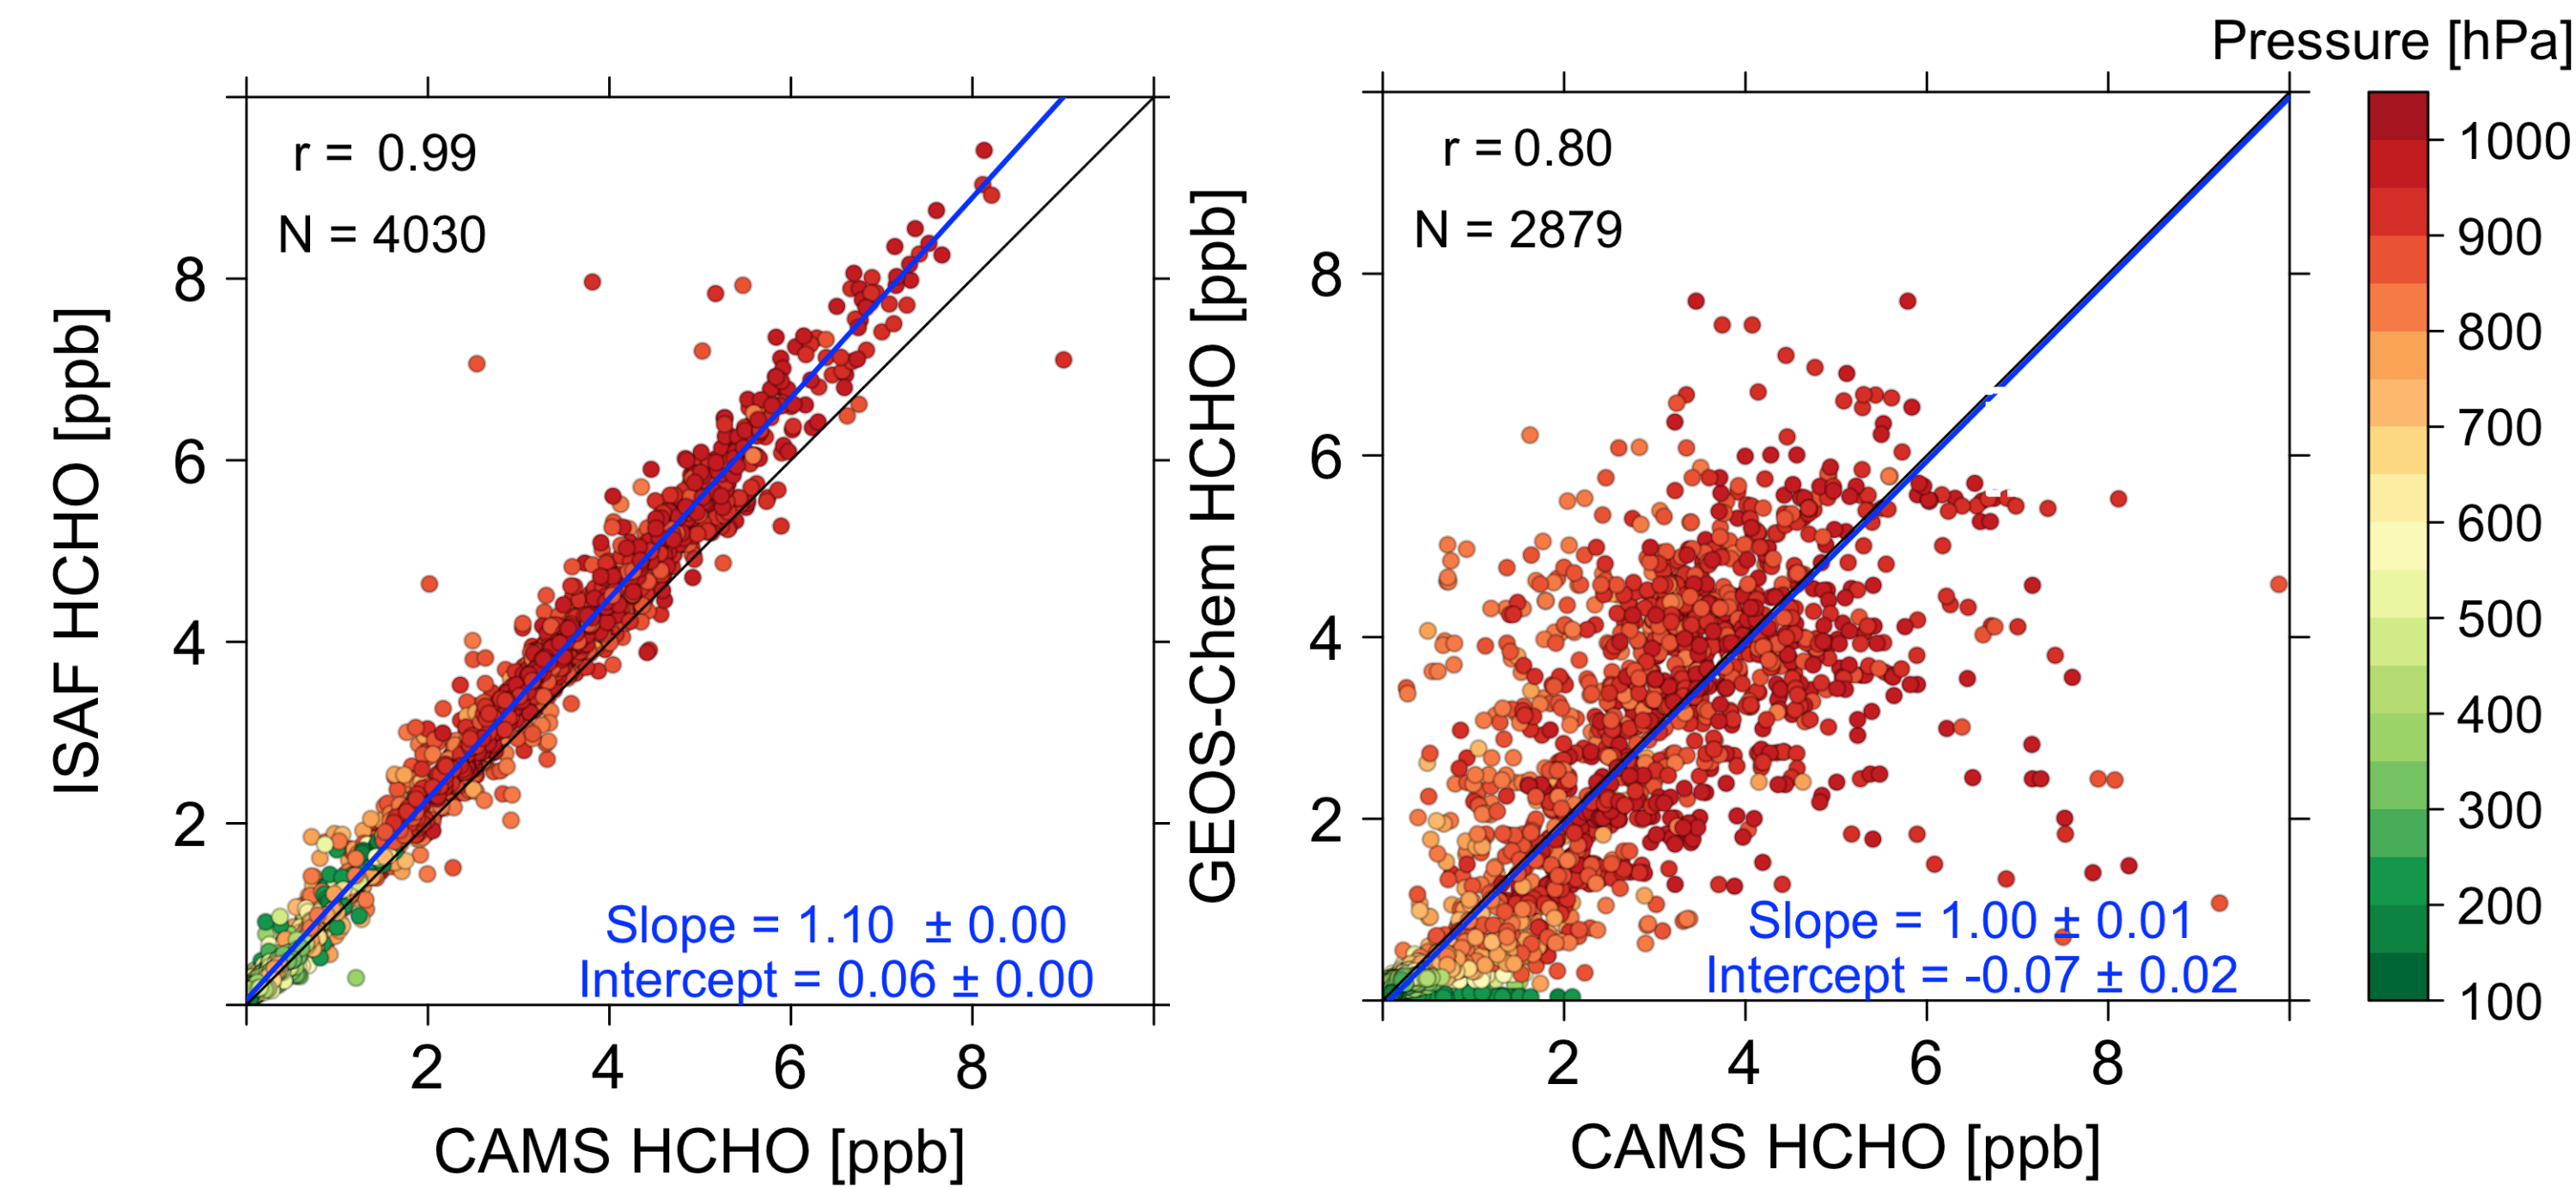 Pressure [hPa]
r = 0.99
N = 4030
ISAF HCHO [ppb]
8
6
4
2
Slope = 1.10 ± 0.00
Intercept = 0.06 ± 0.00
2 4 6 8
CAMS HCHO [ppb]
r = 0.80
N = 2879
GEOS-Chem HCHO [ppb]
8
6
4
2
Slope = 1.00 ± 0.01
Intercept = -0.07 ± 0.02
2 4 6 8
CAMS HCHO [ppb]
1000
900
800
700
600
500
400
300
200
100